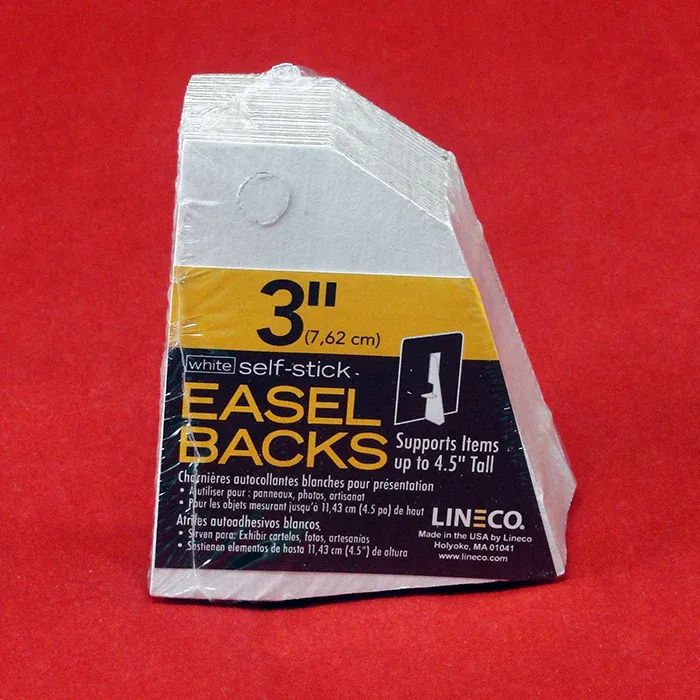 3"
(7,62 cm)
white self-stick
EASEL
BACKS
Supports Items
up to 4.5" Tall
Charnières autocollantes blanches pour présentation
• A utiliser pour : panneaux, photos, artisanat
• Pour les objets mesurant jusqu'à 11,43 cm (4.5 po) de haut
Atriles autoadhesivos blancos
• Sirven para: Exhibir carteles, fotos, artesanías
• Sostienen elementos de hasta 11,43 cm (4.5") de altura
LINECO.
Made in the USA by Lineco
Holyoke, MA 01041
www.lineco.com